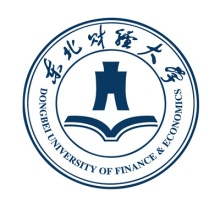 东北财经大学
DONGBEI UNIVERSITY OF FINANCE & ECONOMICS